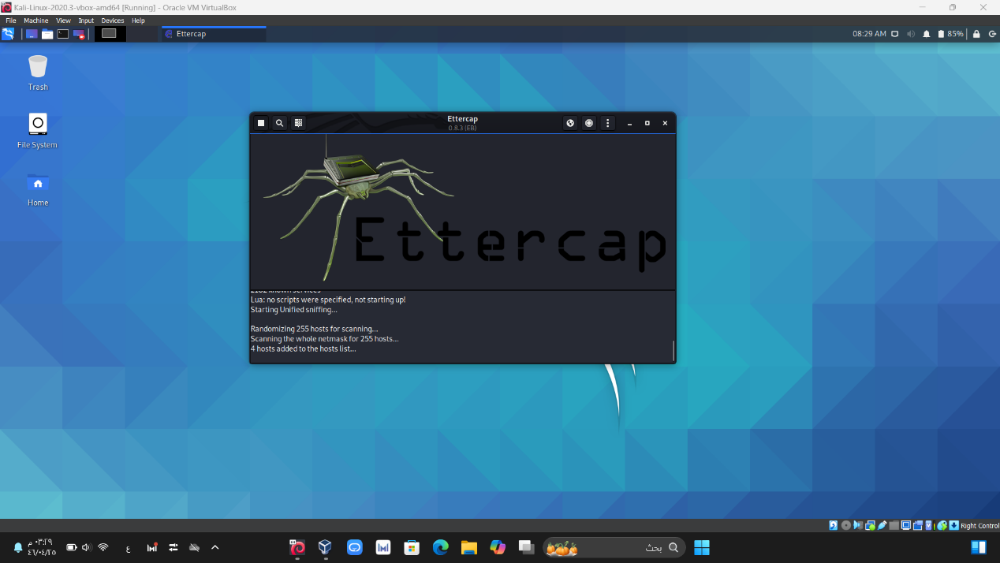 Kali-Linux-2020.3-vbox-amd64 [Running] - Oracle VM VirtualBox
File Machine View Input Devices Help
Ettercap
08:29 AM
85%
Trash
File System
Home
Ettercap
0.8.3 (EB)
Ettercap
2182 known services
Lua: no scripts were specified, not starting up!
Starting Unified sniffing...
Randomizing 255 hosts for scanning...
Scanning the whole netmask for 255 hosts...
4 hosts added to the hosts list...
Right Control
٠٣:٢٩ م
٤٦/٠٤/٢٥
ع
بحث